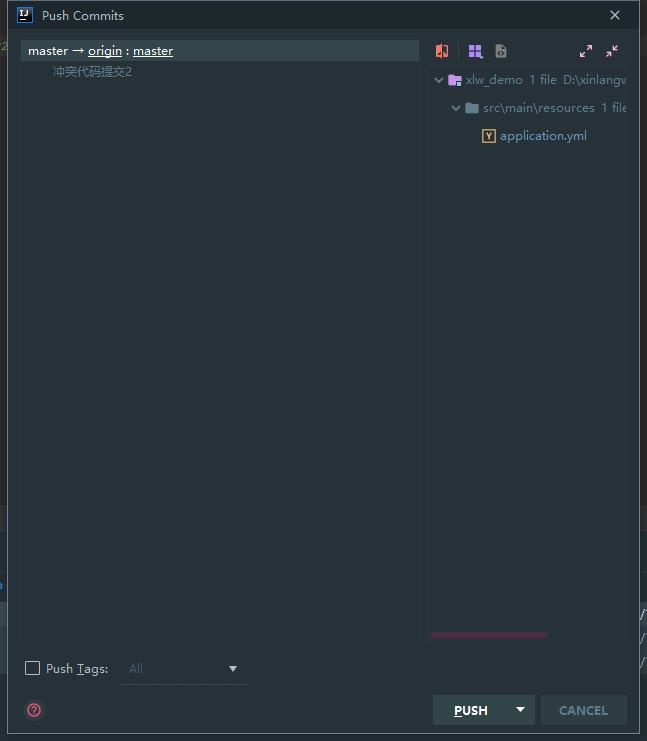 Push Commits
master → origin : master
冲突代码提交2
xlw_demo 1 file D:\xinlangw
src\main\resources 1 file
Y application.yml
Push Tags: All
PUSH
CANCEL